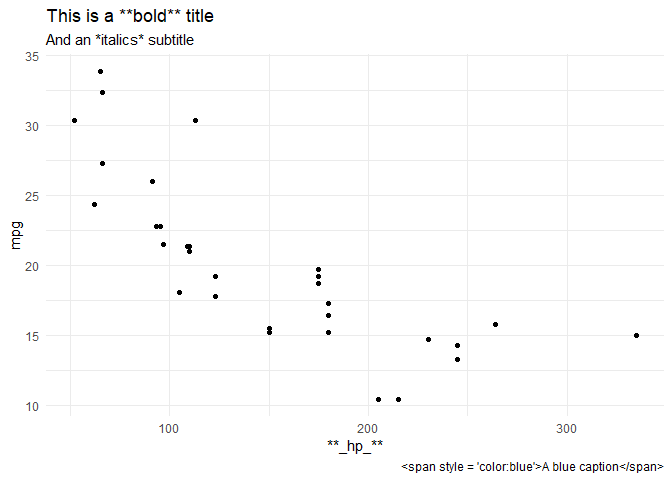 This is a **bold** title
And an *italics* subtitle
35
30
25
20
15
10
mpg
100
200
300
**_hp_**
<span style = 'color:blue'>A blue caption</span>